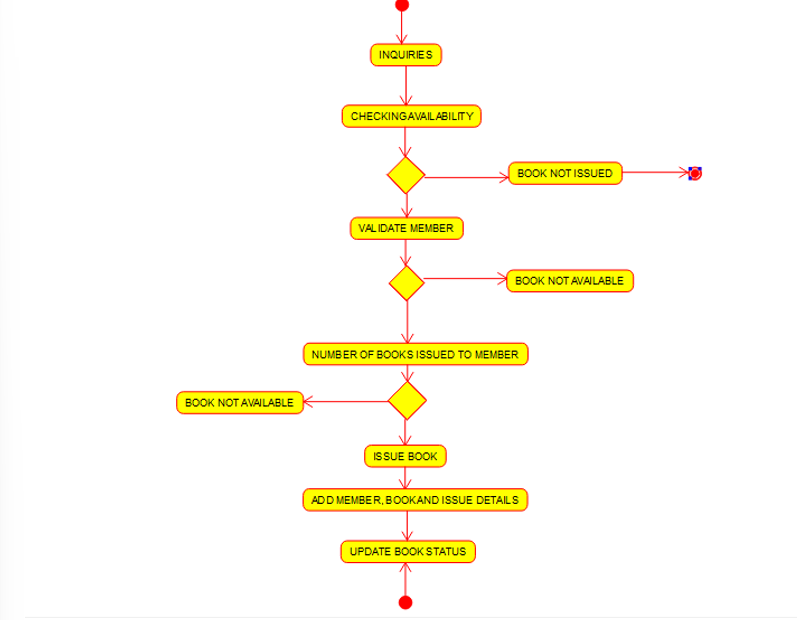 INQUIRIES
CHECKINGAVAILABILITY
BOOK NOT ISSUED
VALIDATE MEMBER
BOOK NOT AVAILABLE
NUMBER OF BOOKS ISSUED TO MEMBER
BOOK NOT AVAILABLE
ISSUE BOOK
ADD MEMBER, BOOKAND ISSUE DETAILS
UPDATE BOOK STATUS